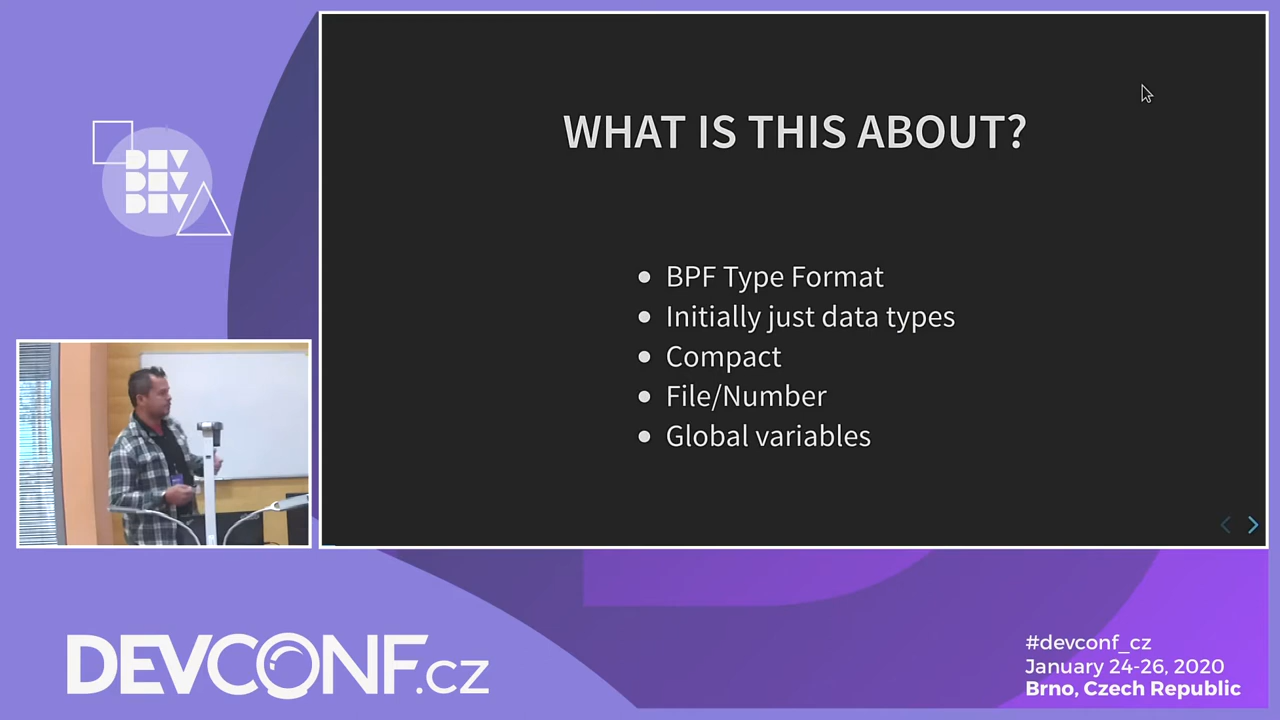 DEV
DEV
DEV
WHAT IS THIS ABOUT?
BPF Type Format
Initially just data types
Compact
File/Number
Global variables
DEVCONF.cz
#devconf_cz
January 24-26, 2020
Brno, Czech Republic